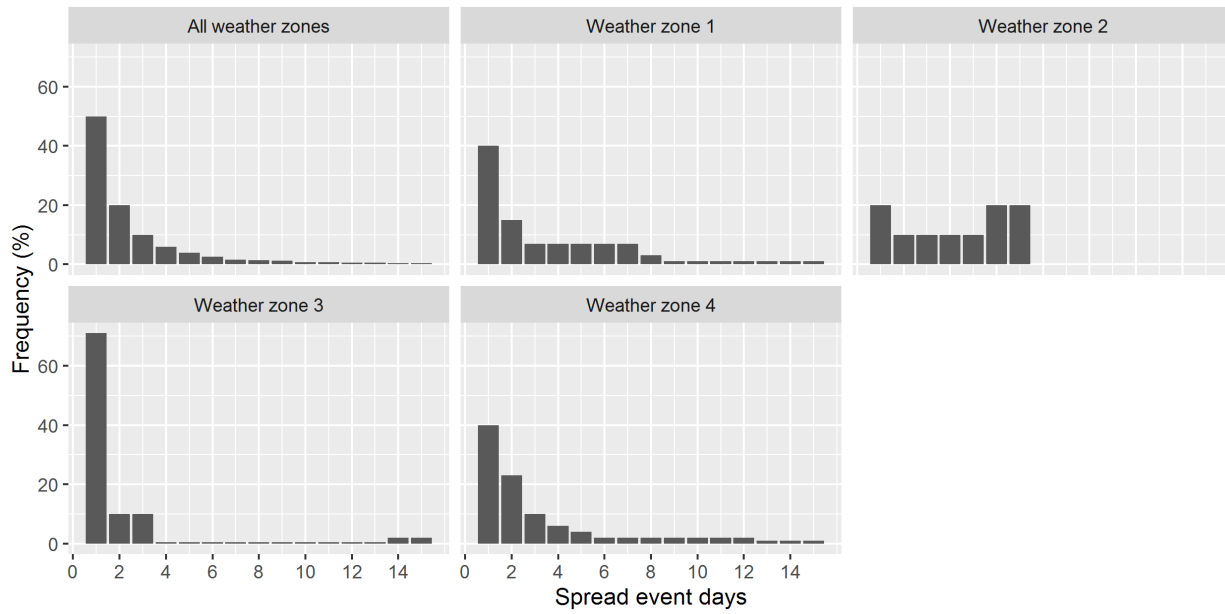 All weather zones
Weather zone 1
Weather zone 2
60
40
20
0
Weather zone 3
Weather zone 4
60
40
20
0
0 2 4 6 8 10 12 14
0 2 4 6 8 10 12 14
Frequency (%)
Spread event days